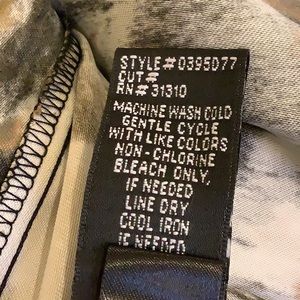 STYLE#0395D77
CUT#
RN#31310
MACHINE WASH COLD
GENTLE CYCLE
WITH LIKE COLORS
NON-CHLORINE
BLEACH ONLY,
IF NEEDED
LINE DRY
COOL IRON
IF NEEDED